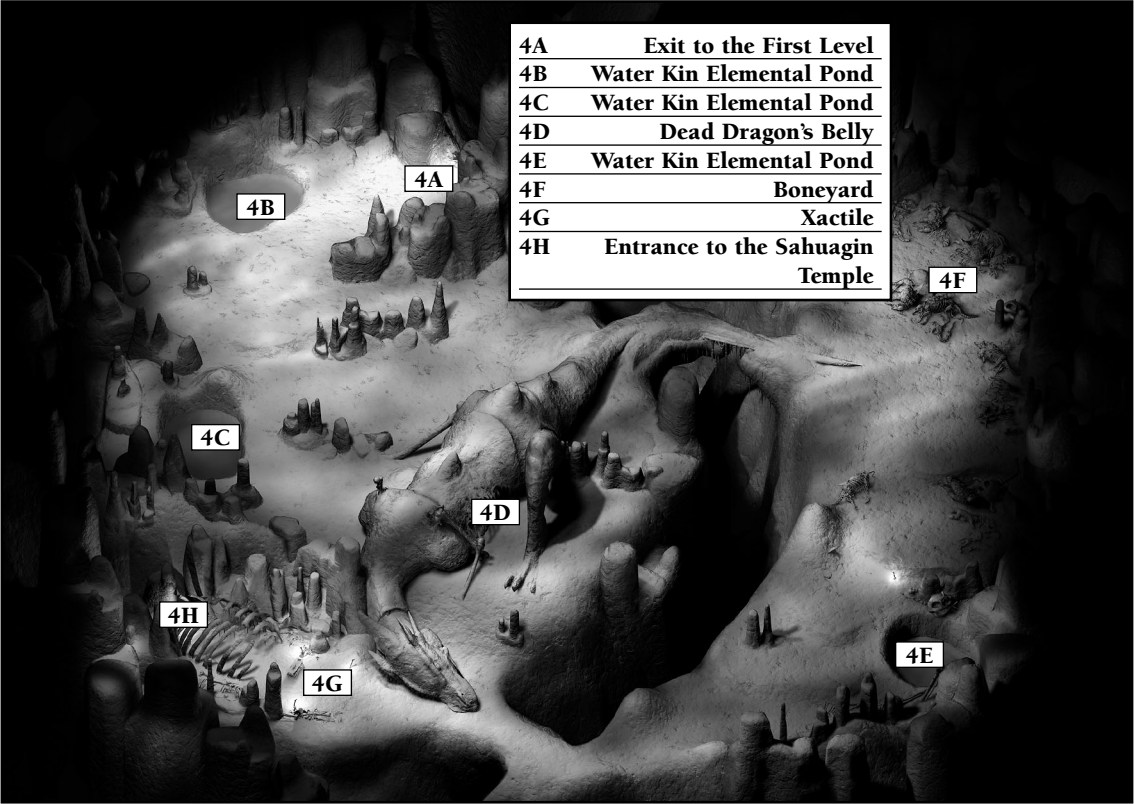 4A Exit to the First Level
4B Water Kin Elemental Pond
4C Water Kin Elemental Pond
4D Dead Dragon's Belly
4E Water Kin Elemental Pond
4F Boneyard
4G Xactile
4H Entrance to the Sahuagin
Temple
4A
4B
4F
4C
4D
4H
4E
4G